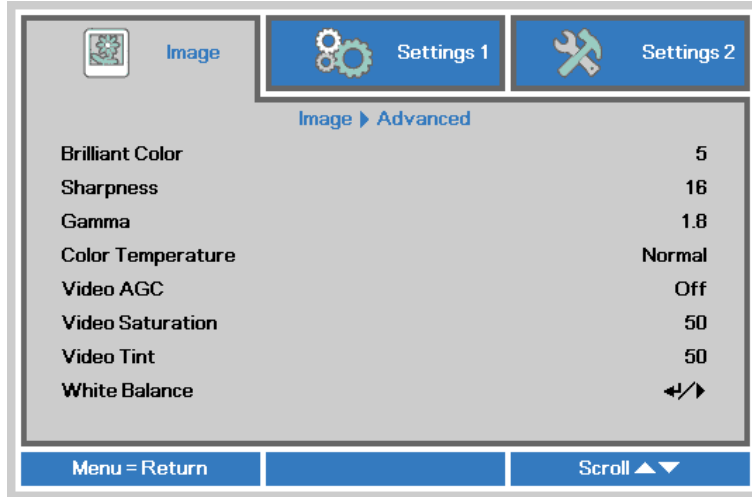 Image Settings 1 Settings 2
Image ▶ Advanced
Brilliant Color 5
Sharpness 16
Gamma 1.8
Color Temperature Normal
Video AGC Off
Video Saturation 50
Video Tint 50
White Balance ↵/▶
Menu = Return Scroll ▲▼